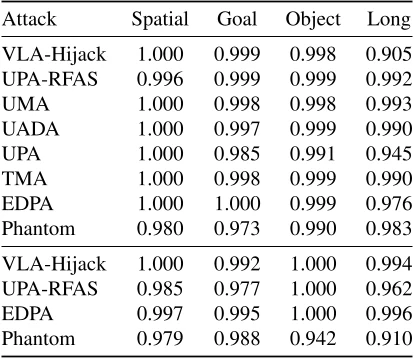 Attack Spatial Goal Object Long
VLA-Hijack 1.000 0.999 0.998 0.905
UPA-RFAS 0.996 0.999 0.999 0.992
UMA 1.000 0.998 0.998 0.993
UADA 1.000 0.997 0.999 0.990
UPA 1.000 0.985 0.991 0.945
TMA 1.000 0.998 0.999 0.990
EDPA 1.000 1.000 0.999 0.976
Phantom 0.980 0.973 0.990 0.983
VLA-Hijack 1.000 0.992 1.000 0.994
UPA-RFAS 0.985 0.977 1.000 0.962
EDPA 0.997 0.995 1.000 0.996
Phantom 0.979 0.988 0.942 0.910